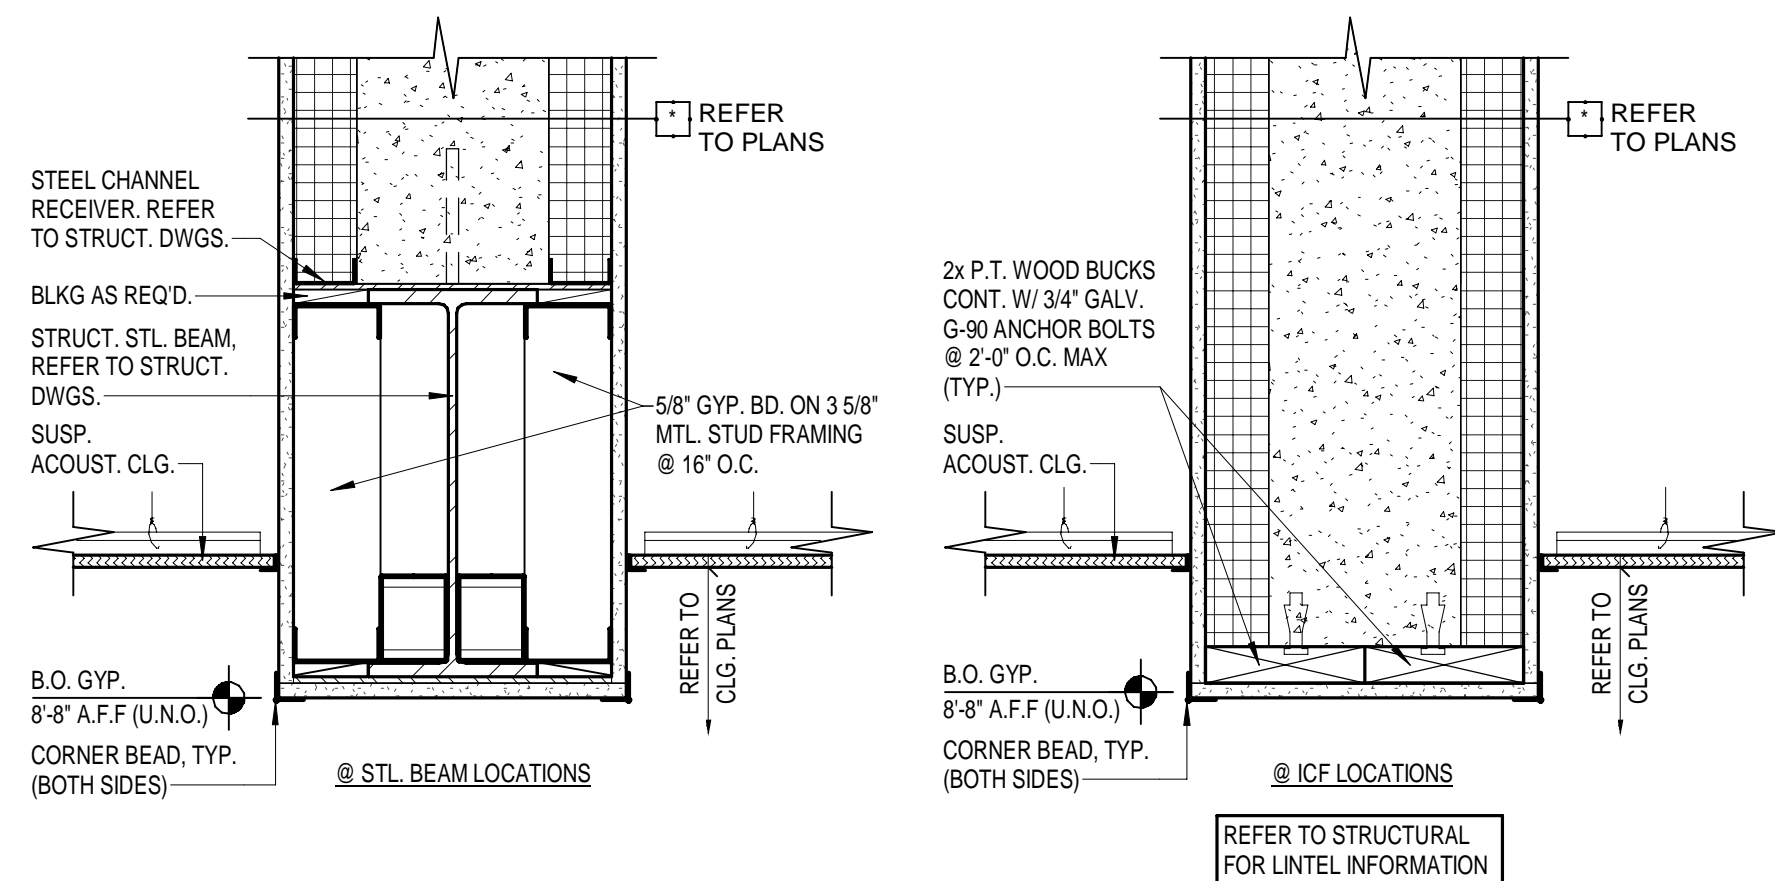 *
REFER
TO PLANS
STEEL CHANNEL
RECEIVER. REFER
TO STRUCT. DWGS.
BLKG AS REQ'D.
STRUCT. STL. BEAM,
REFER TO STRUCT.
DWGS.
SUSP.
ACOUST. CLG.
5/8" GYP. BD. ON 3 5/8"
MTL. STUD FRAMING
@ 16" O.C.
REFER TO
CLG. PLANS
B.O. GYP.
8'-8" A.F.F (U.N.O.)
CORNER BEAD, TYP.
(BOTH SIDES)
@ STL. BEAM LOCATIONS
*
REFER
TO PLANS
2x P.T. WOOD BUCKS
CONT. W/ 3/4" GALV.
G-90 ANCHOR BOLTS
@ 2'-0" O.C. MAX
(TYP.)
SUSP.
ACOUST. CLG.
REFER TO
CLG. PLANS
B.O. GYP.
8'-8" A.F.F (U.N.O.)
CORNER BEAD, TYP.
(BOTH SIDES)
@ ICF LOCATIONS
REFER TO STRUCTURAL
FOR LINTEL INFORMATION